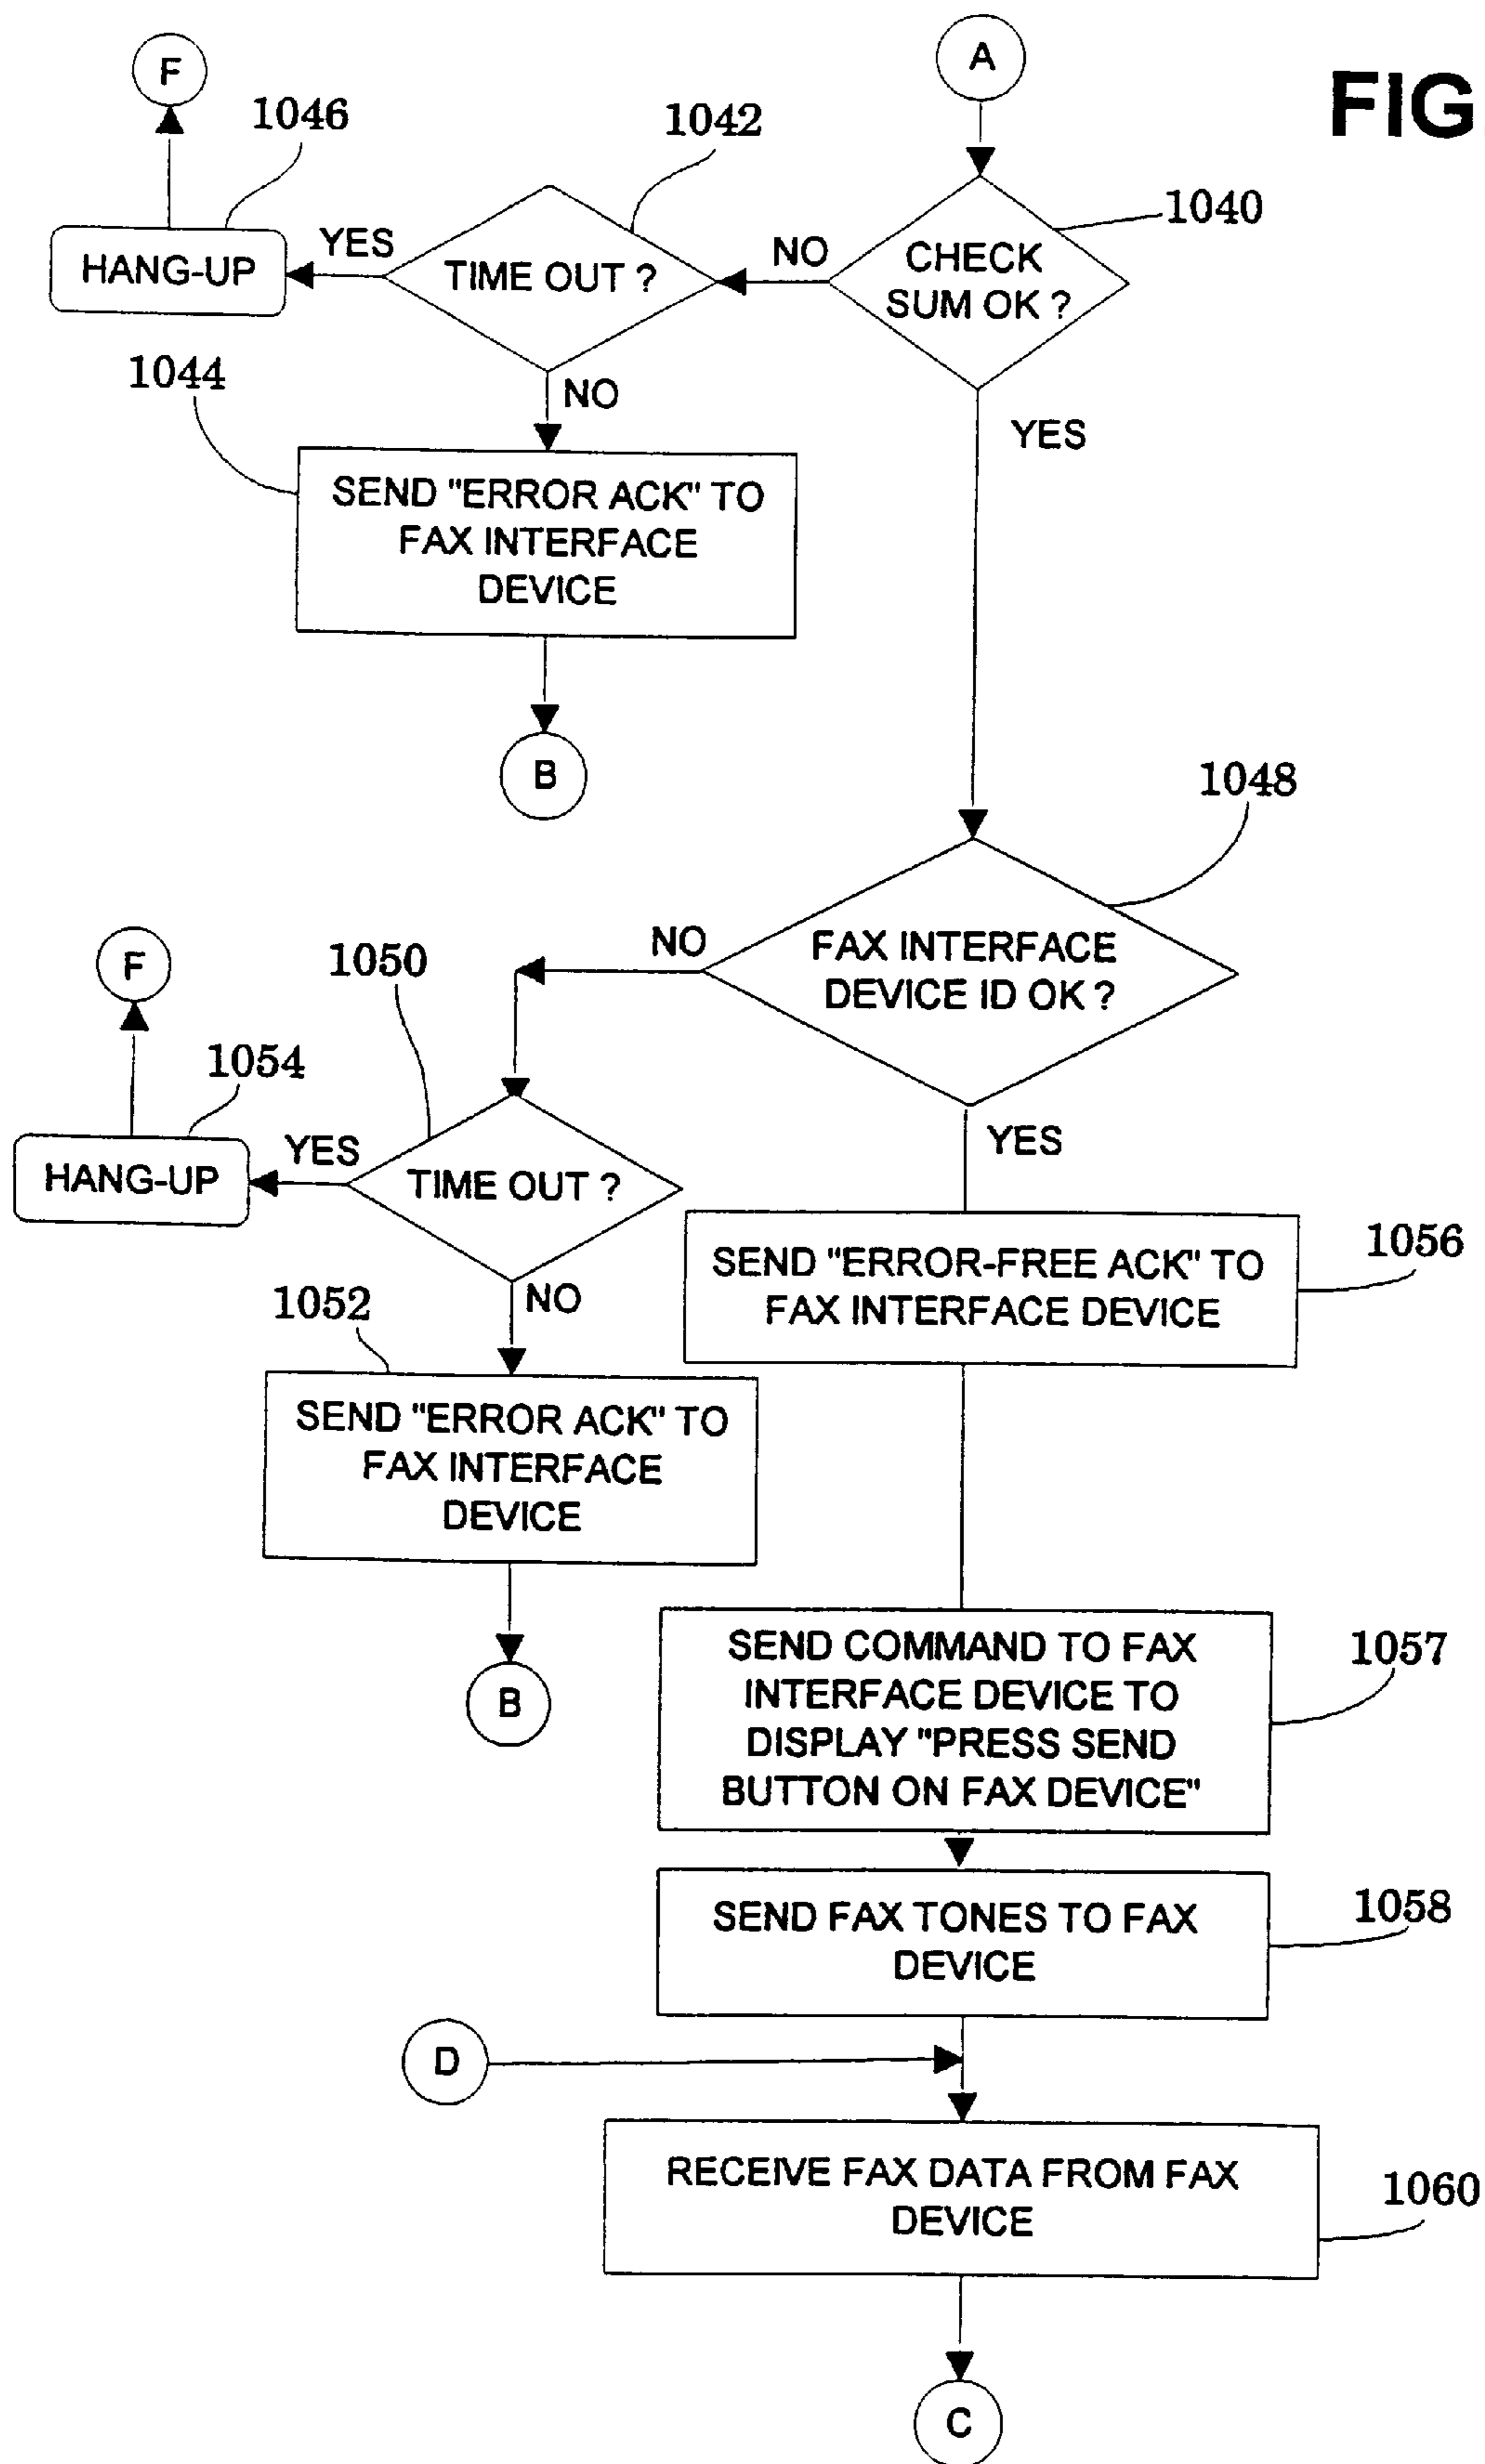 F
A
FIG.
1046
1042
1040
HANG-UP
YES
TIME OUT ?
NO
CHECK
SUM OK ?
1044
NO
YES
SEND "ERROR ACK" TO
FAX INTERFACE
DEVICE
B
1048
F
1050
NO
FAX INTERFACE
DEVICE ID OK ?
1054
HANG-UP
YES
TIME OUT ?
YES
1056
SEND "ERROR-FREE ACK" TO
FAX INTERFACE DEVICE
1052
NO
SEND "ERROR ACK" TO
FAX INTERFACE
DEVICE
B
SEND COMMAND TO FAX
INTERFACE DEVICE TO
DISPLAY "PRESS SEND
BUTTON ON FAX DEVICE"
1057
SEND FAX TONES TO FAX
DEVICE
1058
D
RECEIVE FAX DATA FROM FAX
DEVICE
1060
C